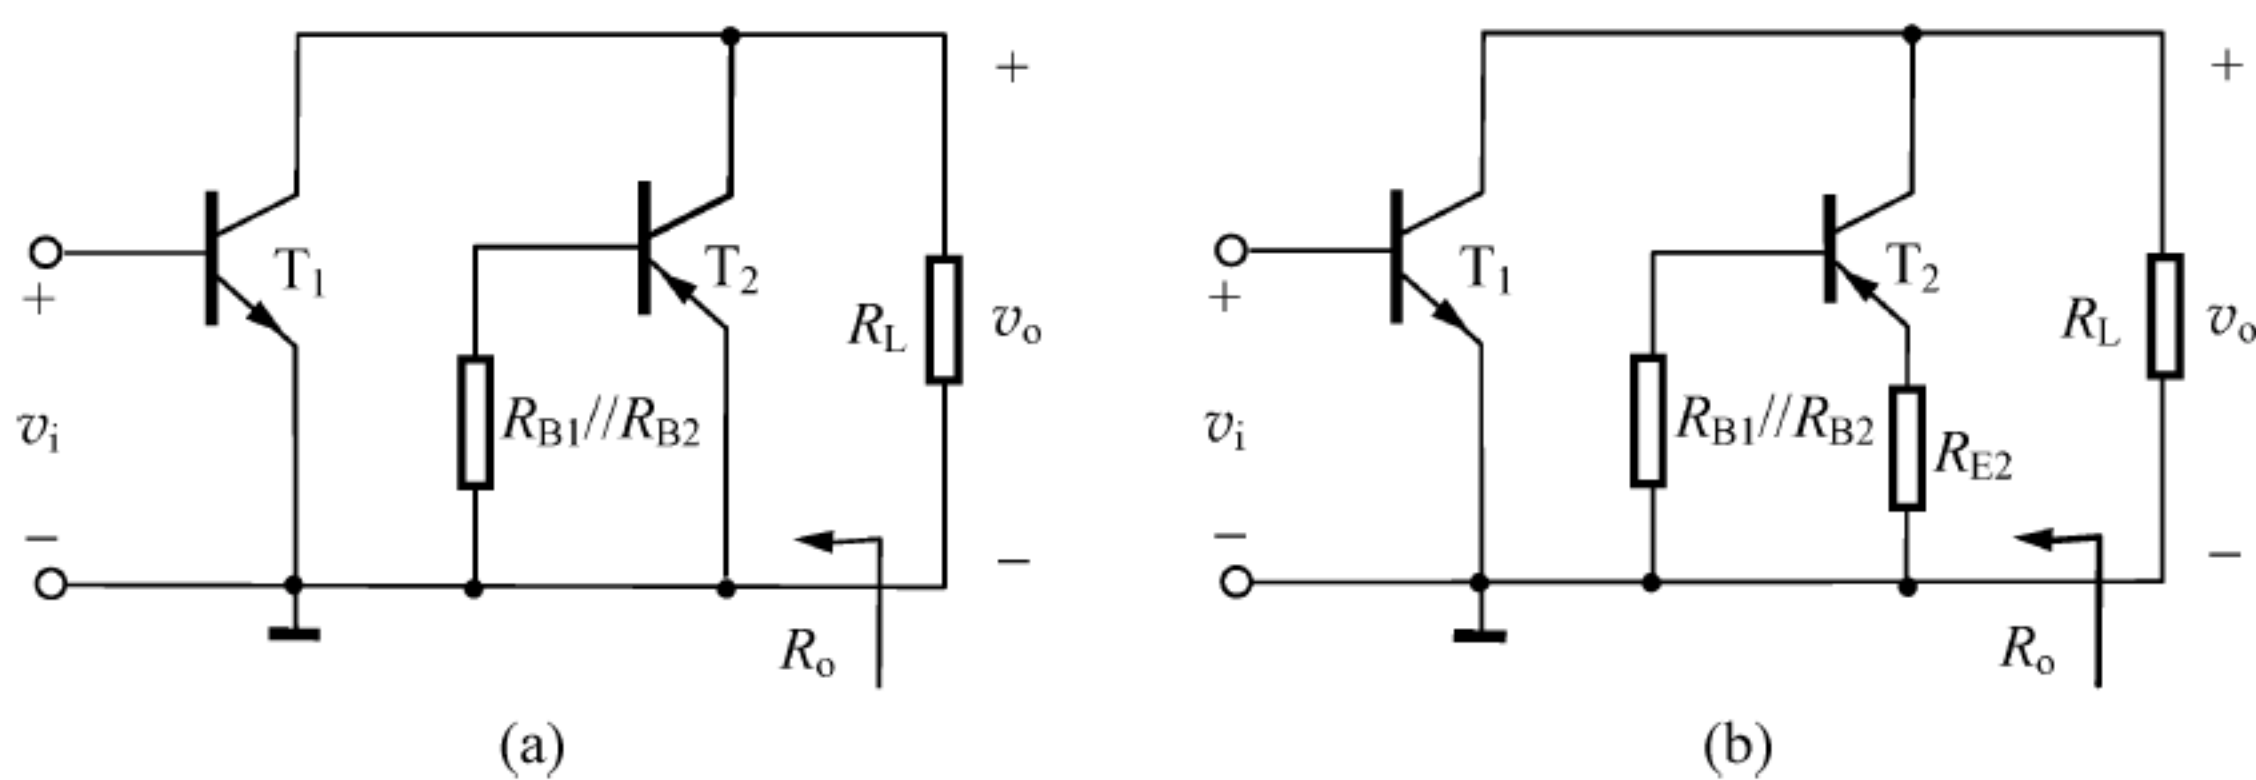 +
T1
+
vi
−
RB1//RB2
T2
RL
+
vo
−
Ro
(a)
+
T1
+
vi
−
RB1//RB2
T2
RE2
RL
vo
−
Ro
(b)